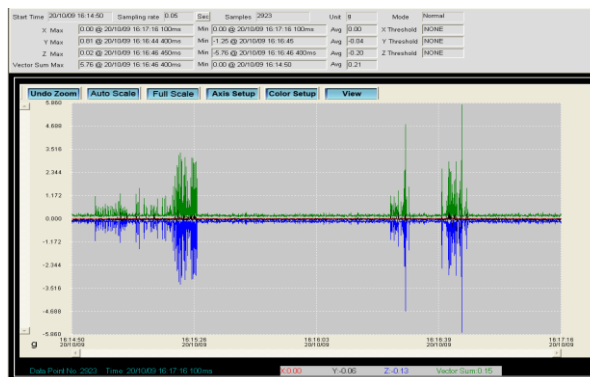 Start Time 20/10/09 16:14:50 Sampling rate 0.05 Sec Samples 2923 Unit g Mode Normal
X Max 0.00 @ 20/10/09 16:17:16 100ms Min 0.00 @ 20/10/09 16:17:16 100ms Avg 0.00 X Threshold NONE
Y Max 0.81 @ 20/10/09 16:16:44 400ms Min -1.25 @ 20/10/09 16:16:45 Avg -0.04 Y Threshold NONE
Z Max 0.02 @ 20/10/09 16:16:46 450ms Min -5.76 @ 20/10/09 16:16:46 400ms Avg -0.20 Z Threshold NONE
Vector Sum Max 5.76 @ 20/10/09 16:16:46 400ms Min 0.00 @ 20/10/09 16:14:50 Avg 0.21
Undo Zoom Auto Scale Full Scale Axis Setup Color Setup View
5.860
4.689
3.516
2.344
1.172
0.000
-1.172
-2.344
-3.516
-4.689
-5.860
16:14:50 16:15:26 16:16:03 16:16:39 17:17:16
g 20/10/09 20/10/09 20/10/09 20/10/09 20/10/09
Data Point No: 2923 Time: 20/10/09 16:17:16 100ms X:0.00 Y:-0.06 Z:-0.13 Vector Sum:0.15